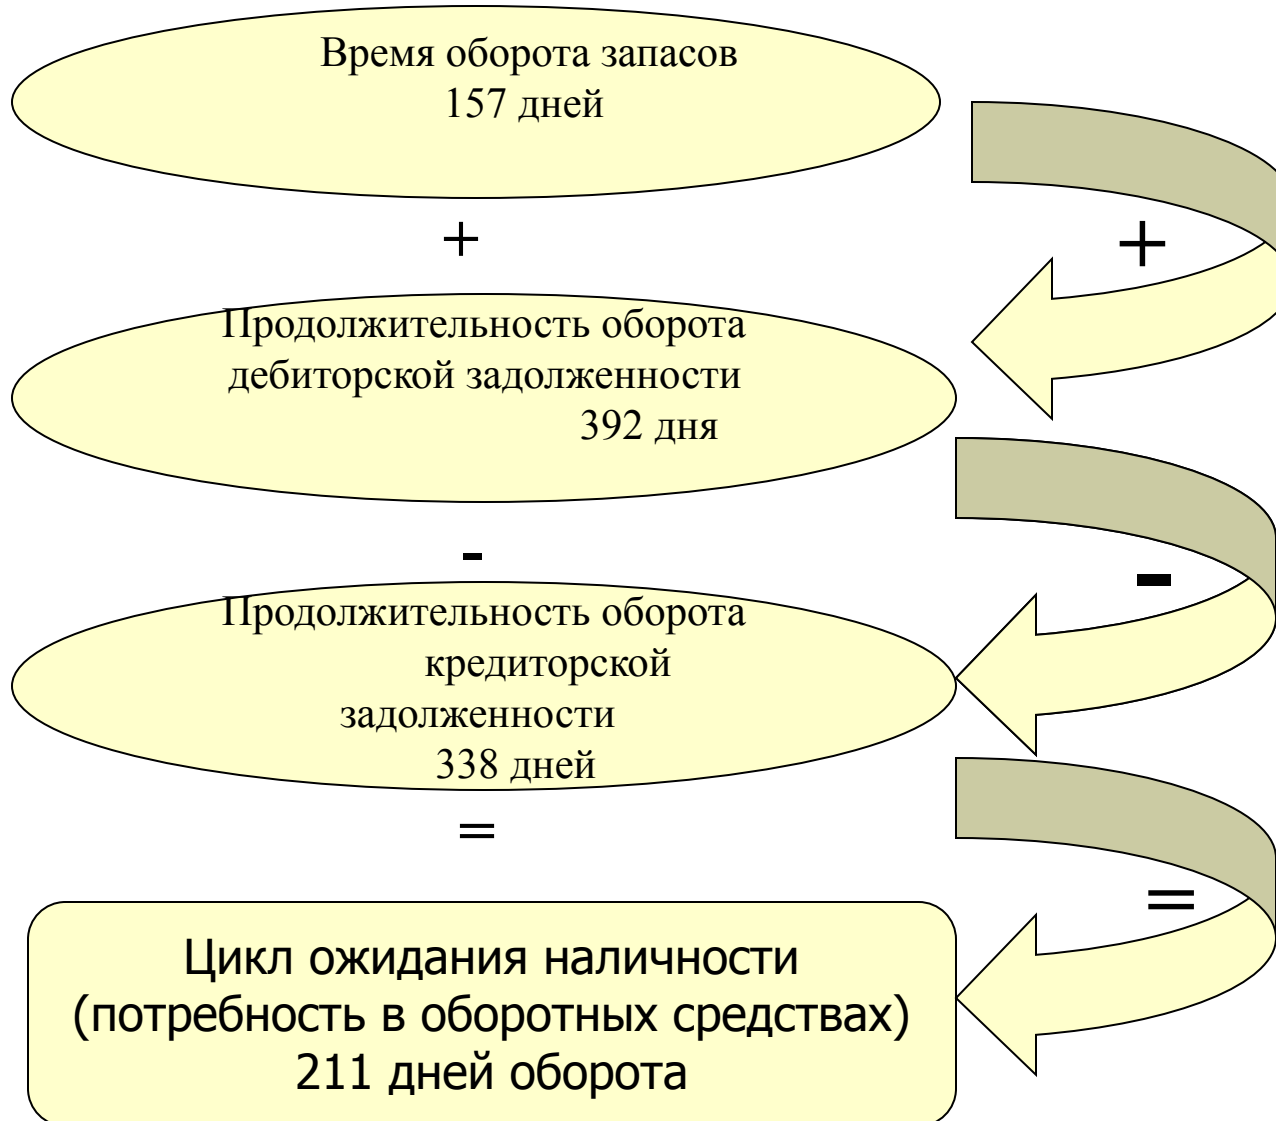 Время оборота запасов
157 дней
+
+
Продолжительность оборота
дебиторской задолженности
392 дня
-
-
Продолжительность оборота
кредиторской
задолженности
338 дней
=
=
Цикл ожидания наличности
(потребность в оборотных средствах)
211 дней оборота